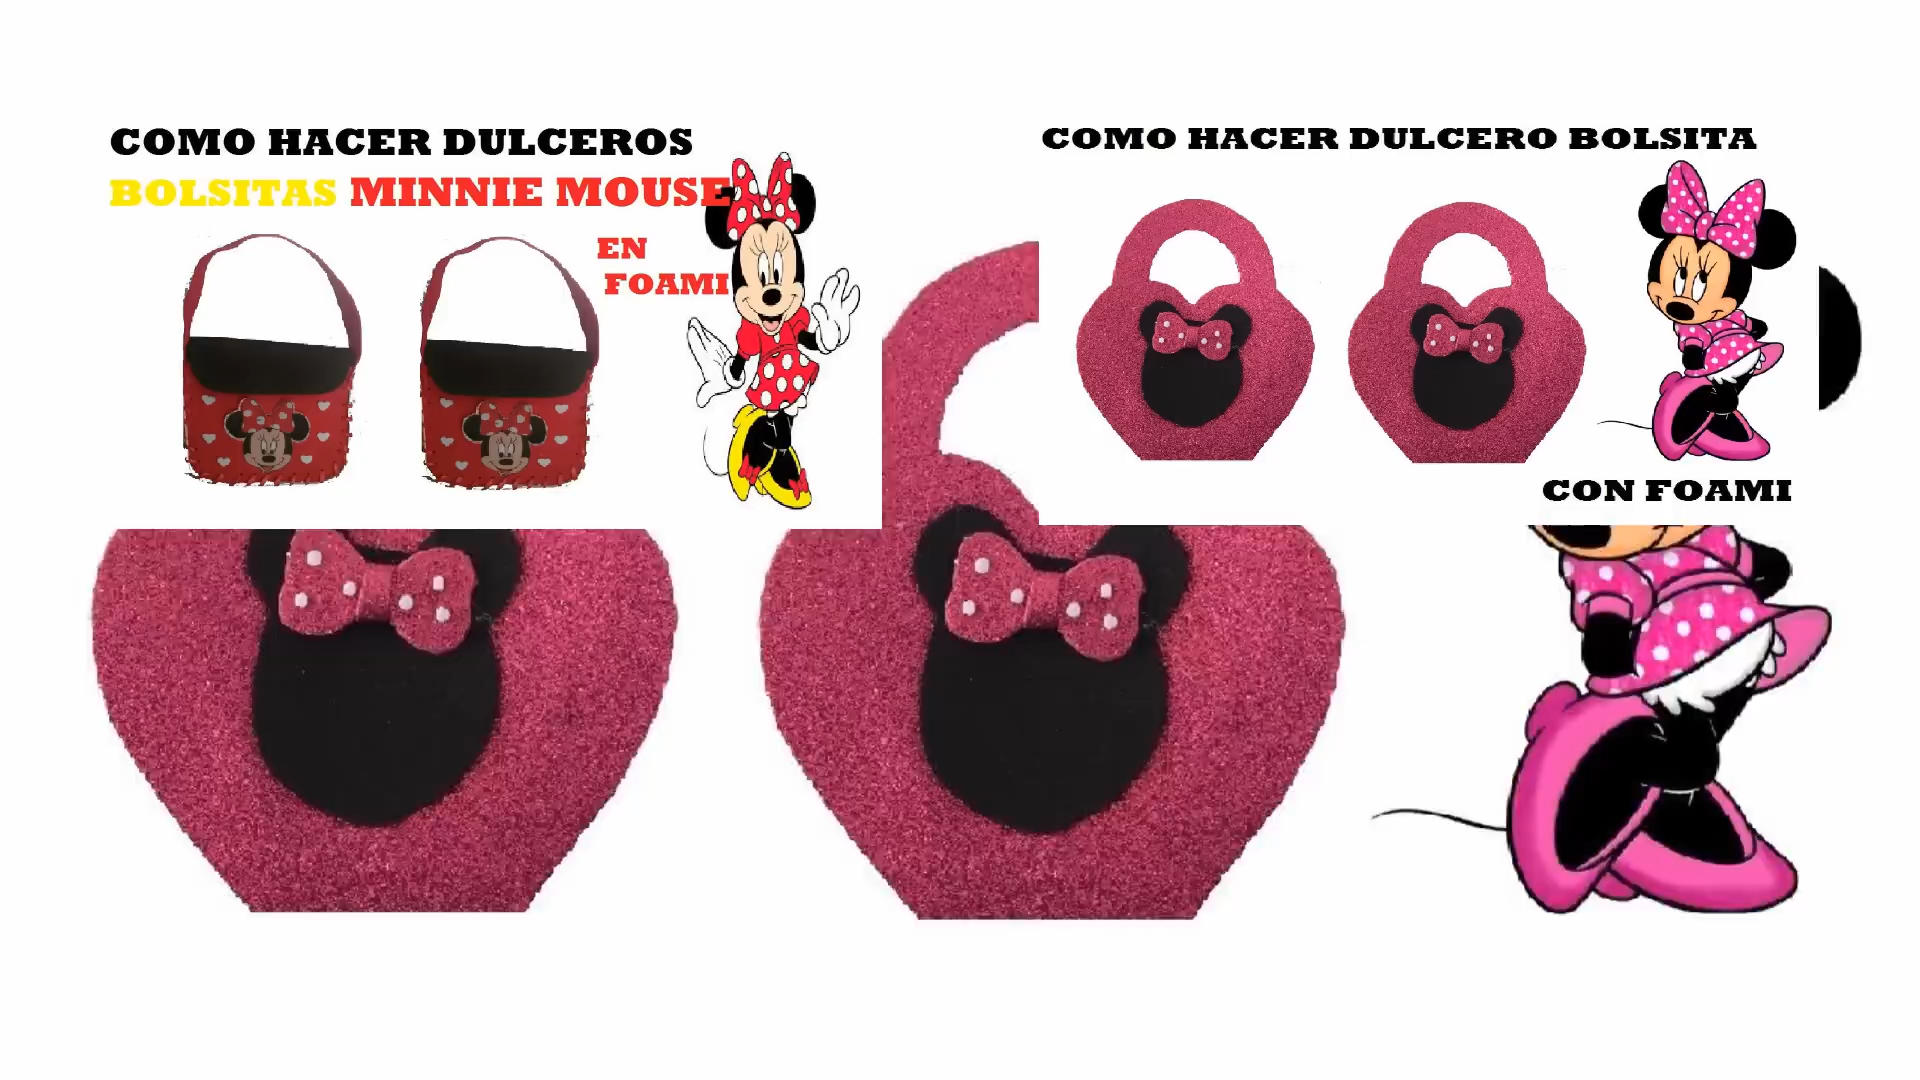 COMO HACER DULCEROS
BOLSITAS MINNIE MOUSE
EN
FOAMI
COMO HACER DULCERO BOLSITA
CON FOAMI